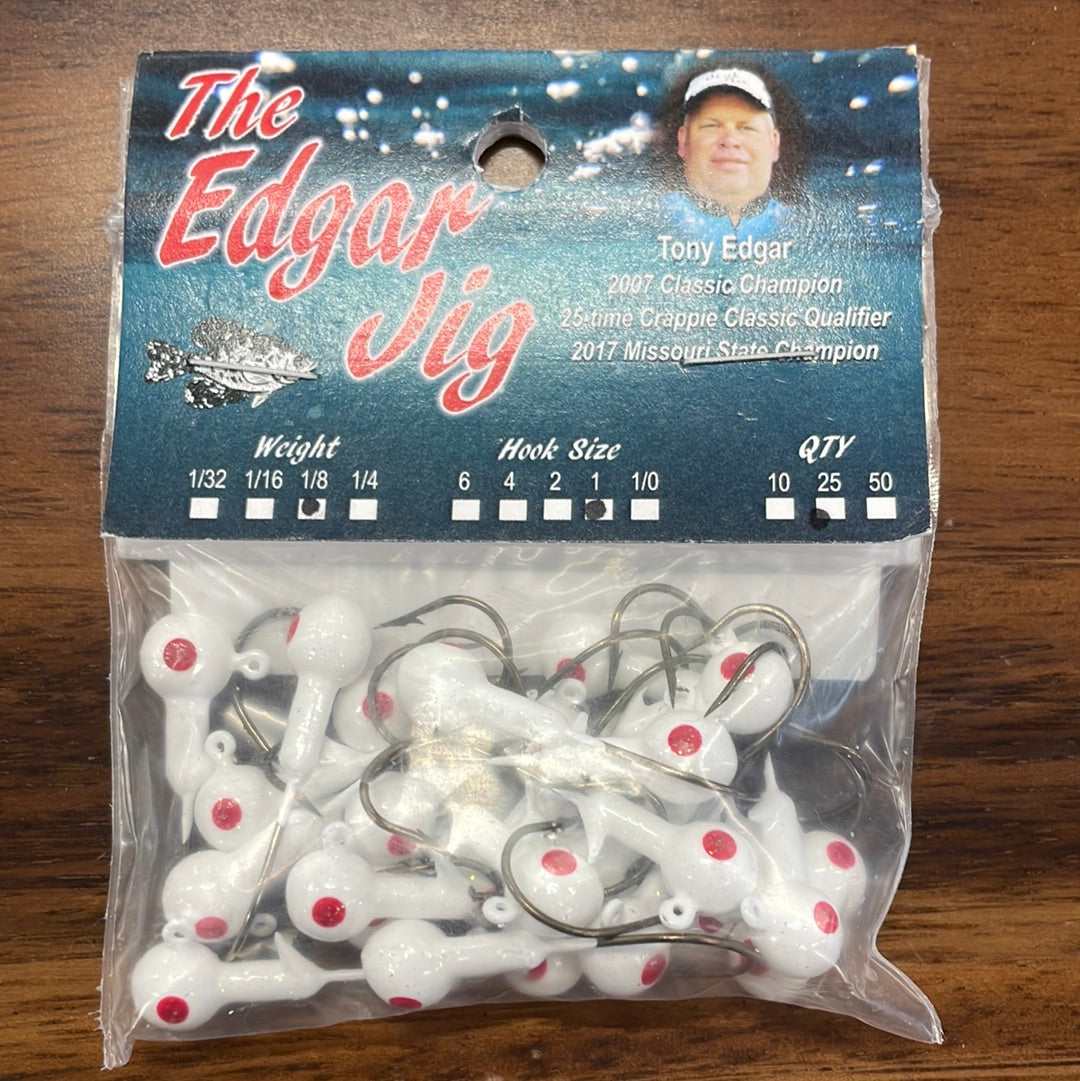 The
Edgar
Jig
Tony Edgar
2007 Classic Champion
25-time Crappie Classic Qualifier
2017 Missouri State Champion
Weight
1/32 1/16 1/8 1/4
Hook Size
6 4 2 1 1/0
QTY
10 25 50